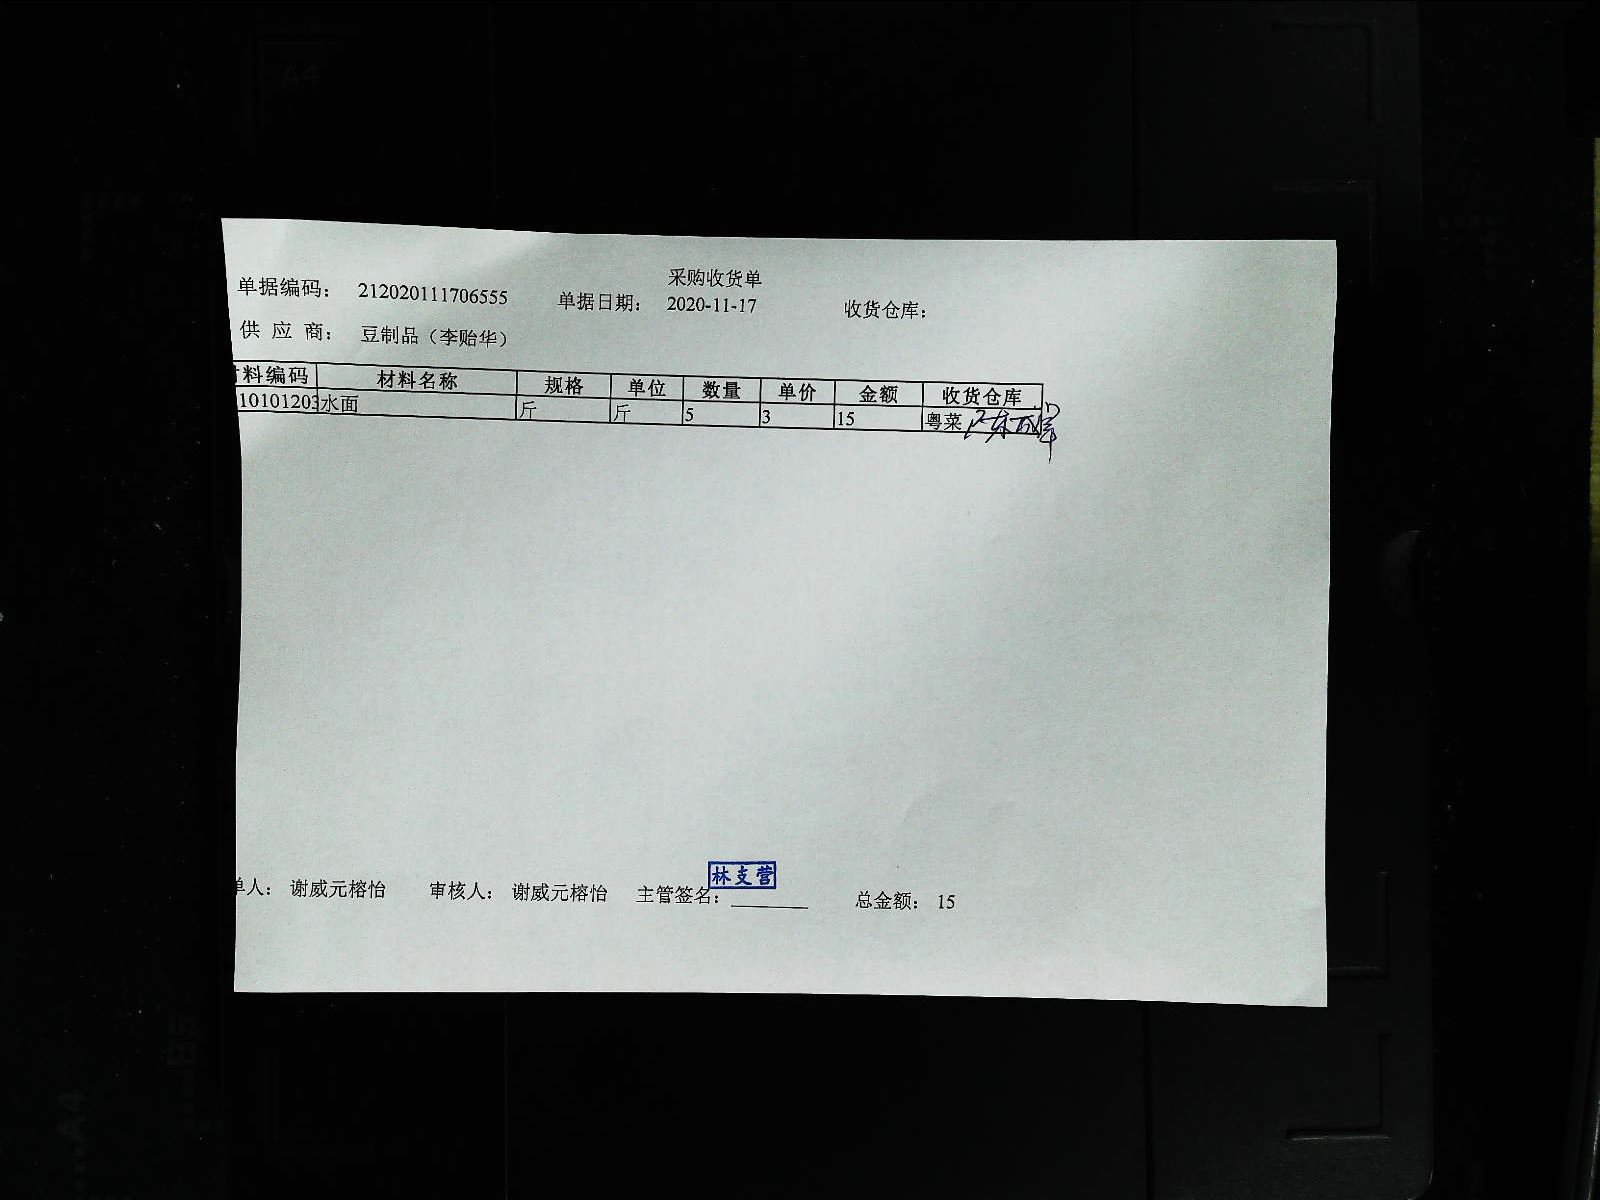 采购收货单
单据编码： 212020111706555 单据日期： 2020-11-17 收货仓库：
供 应 商： 豆制品（李贻华）
料编码 材料名称 规格 单位 数量 单价 金额 收货仓库
10101203 水面 斤 斤 5 3 15 粤菜
林支营
单人： 谢威元榕怡 审核人： 谢威元榕怡 主管签名： 总金额： 15